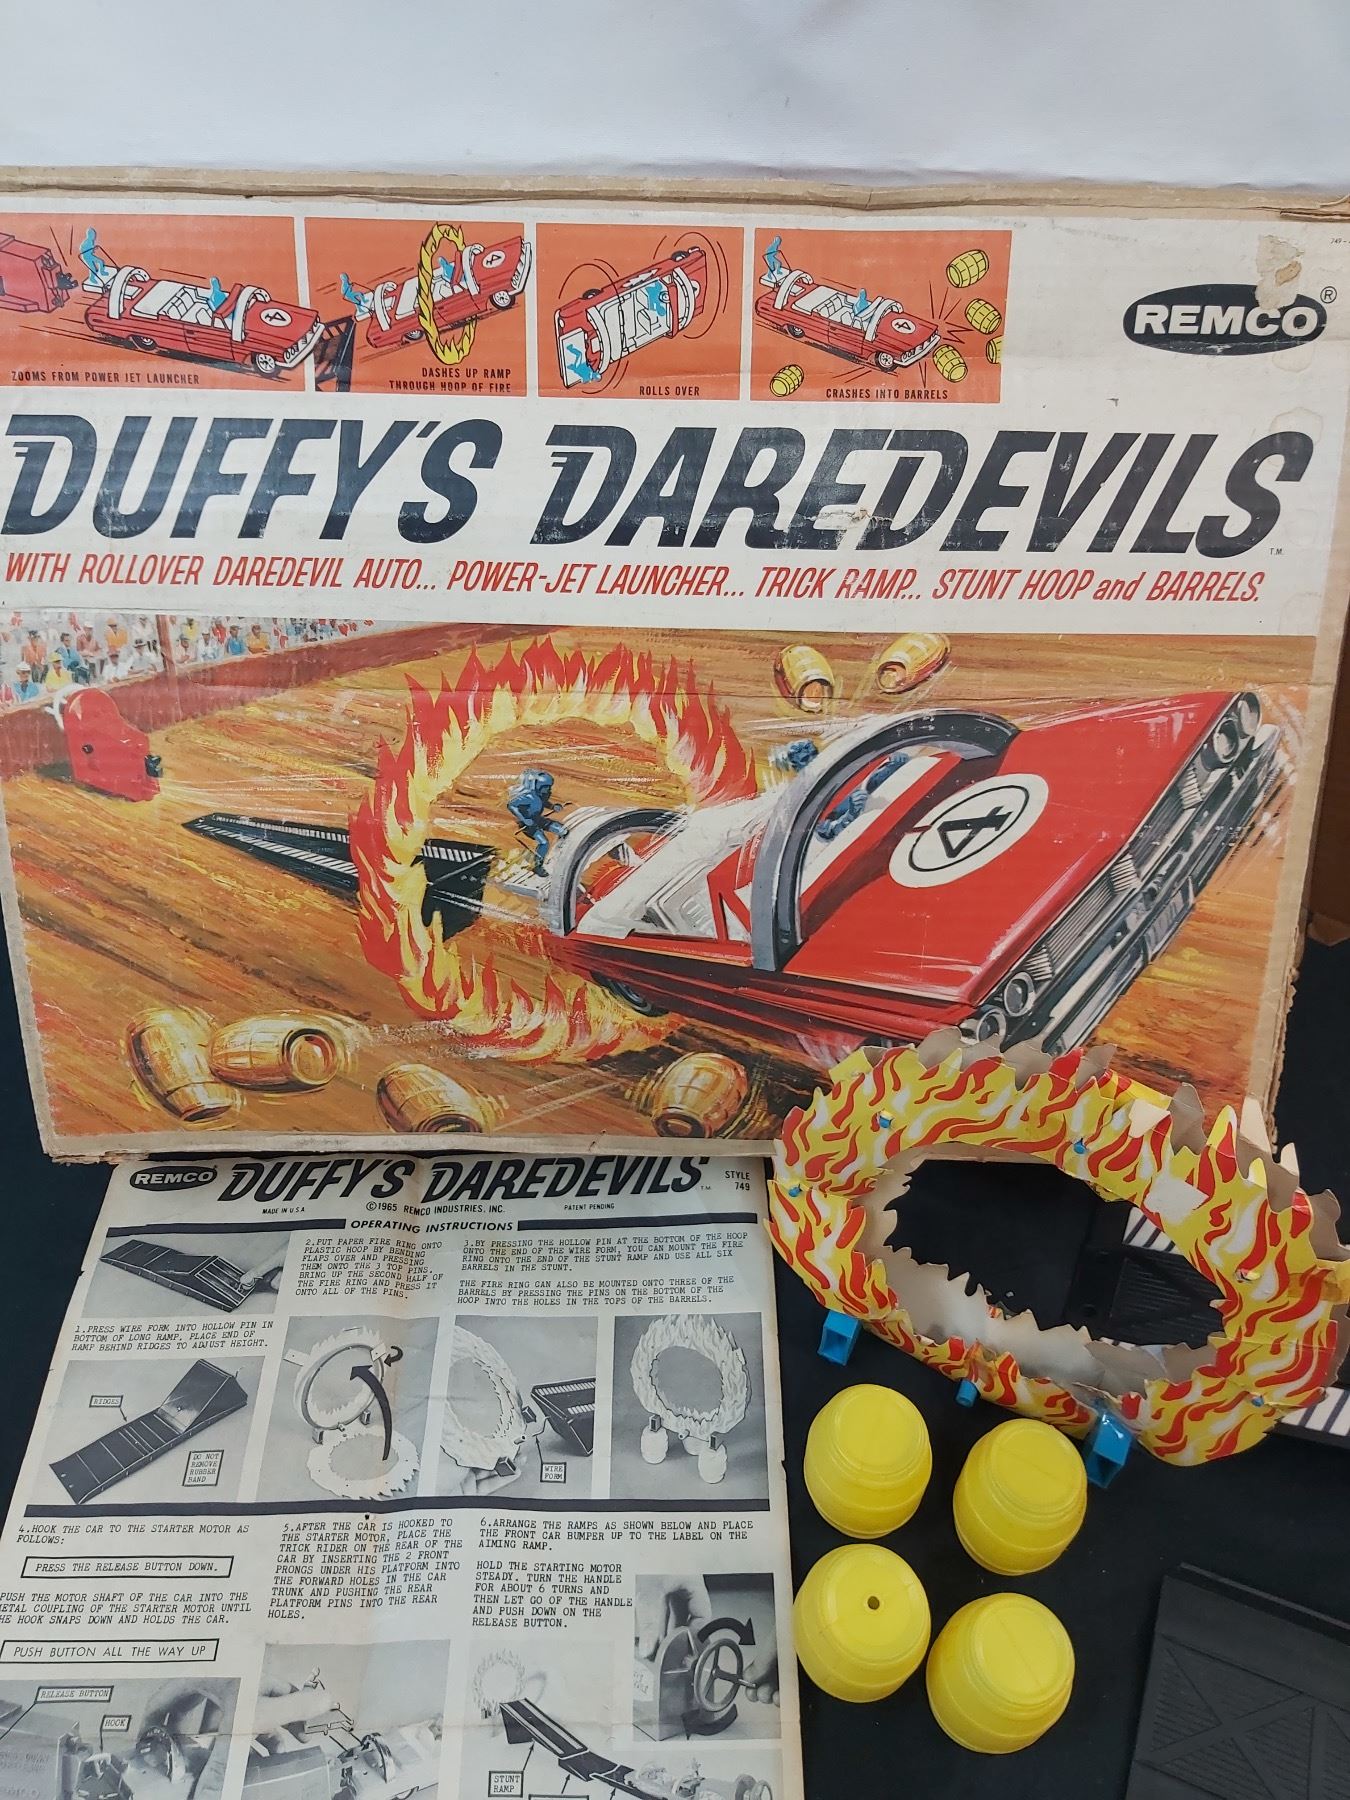 749-
REMCO®
ZOOMS FROM POWER JET LAUNCHER
DASHES UP RAMP
THROUGH HOOP OF FIRE
ROLLS OVER
CRASHES INTO BARRELS
DUFFY'S DAREDEVILS T.M.
WITH ROLLOVER DAREDEVIL AUTO... POWER-JET LAUNCHER... TRICK RAMP... STUNT HOOP and BARRELS.
4
4
4
REMCO® DUFFY'S DAREDEVILS T.M.
STYLE
749
MADE IN U.S.A
©1965 REMCO INDUSTRIES, INC.
PATENT PENDING
OPERATING INSTRUCTIONS
1.PRESS WIRE FORM INTO HOLLOW PIN IN
BOTTOM OF LONG RAMP. PLACE END OF
RAMP BEHIND RIDGES TO ADJUST HEIGHT.
RIDGES
DO NOT
REMOVE
RUBBER
BAND
2.PUT PAPER FIRE RING ONTO
PLASTIC HOOP BY BENDING
FLAPS OVER AND PRESSING
THEM ONTO THE 3 TOP PINS.
BRING UP THE SECOND HALF OF
THE FIRE RING AND PRESS IT
ONTO ALL OF THE PINS.
3.BY PRESSING THE HOLLOW PIN AT THE BOTTOM OF THE HOOP
ONTO THE END OF THE WIRE FORM, YOU CAN MOUNT THE FIRE
RING ONTO THE END OF THE STUNT RAMP AND USE ALL SIX
BARRELS IN THE STUNT.
THE FIRE RING CAN ALSO BE MOUNTED ONTO THREE OF THE
BARRELS BY PRESSING THE PINS ON THE BOTTOM OF THE
HOOP INTO THE HOLES IN THE TOPS OF THE BARRELS.
WIRE
FORM
4.HOOK THE CAR TO THE STARTER MOTOR AS
FOLLOWS:
PRESS THE RELEASE BUTTON DOWN.
PUSH THE MOTOR SHAFT OF THE CAR INTO THE
METAL COUPLING OF THE STARTER MOTOR UNTIL
THE HOOK SNAPS DOWN AND HOLDS THE CAR.
PUSH BUTTON ALL THE WAY UP
RELEASE BUTTON
HOOK
5.AFTER THE CAR IS HOOKED TO
THE STARTER MOTOR, PLACE THE
TRICK RIDER ON THE REAR OF THE
CAR BY INSERTING THE 2 FRONT
PRONGS UNDER HIS PLATFORM INTO
THE FORWARD HOLES IN THE CAR
TRUNK AND PUSHING THE REAR
PLATFORM PINS INTO THE REAR
HOLES.
6.ARRANGE THE RAMPS AS SHOWN BELOW AND PLACE
THE FRONT CAR BUMPER UP TO THE LABEL ON THE
AIMING RAMP.
HOLD THE STARTING MOTOR
STEADY. TURN THE HANDLE
FOR ABOUT 6 TURNS AND
THEN LET GO OF THE HANDLE
AND PUSH DOWN ON THE
RELEASE BUTTON.
STUNT
RAMP